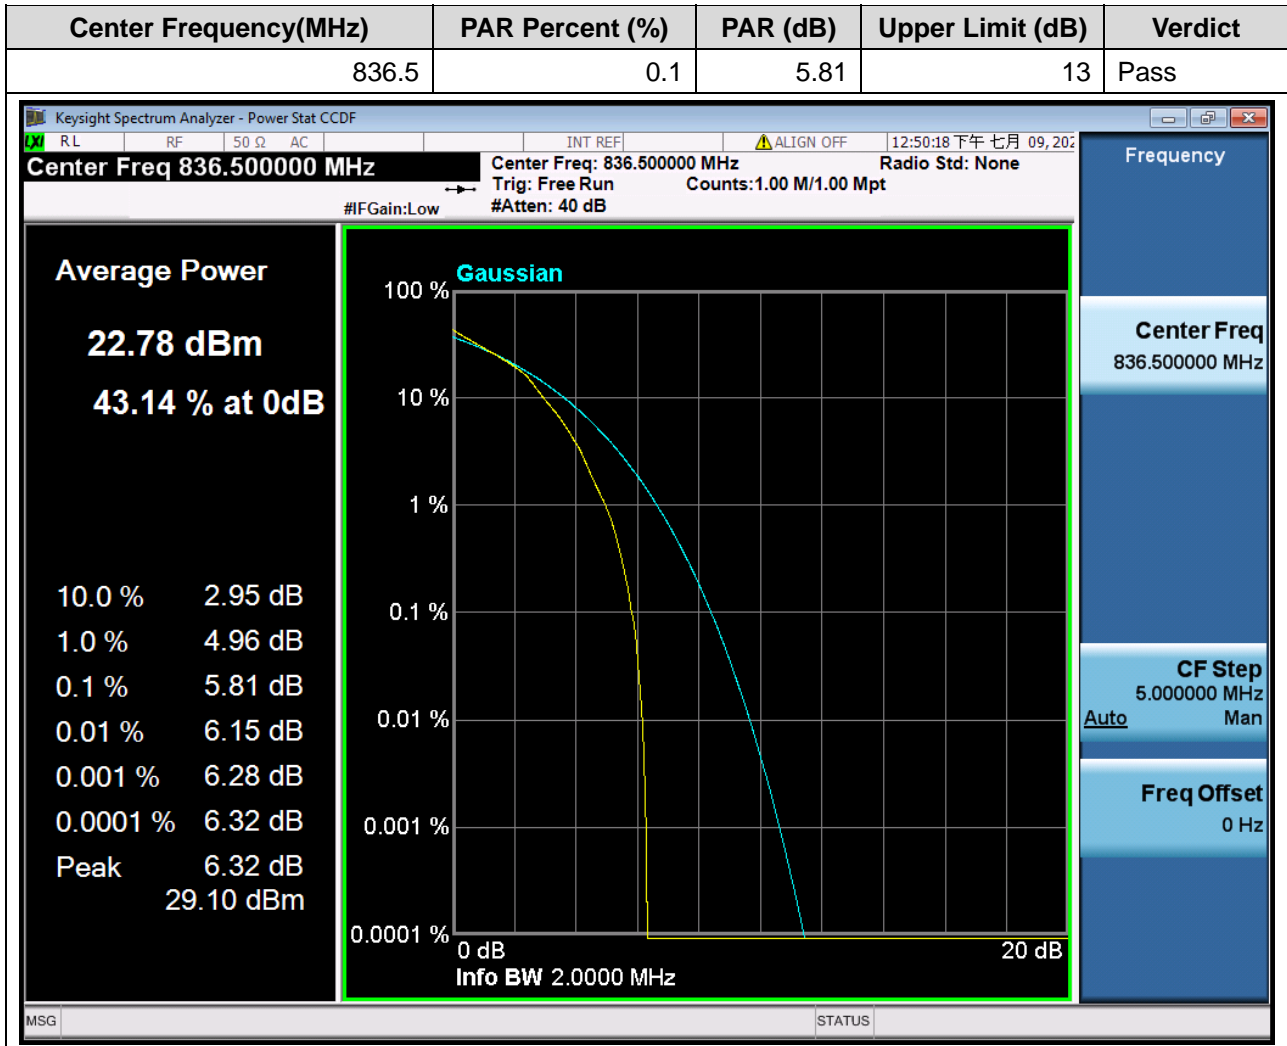 Center Frequency(MHz) PAR Percent (%) PAR (dB) Upper Limit (dB) Verdict
836.5 0.1 5.81 13 Pass
Keysight Spectrum Analyzer - Power Stat CCDF
LXI RL RF 50 Ω AC INT REF ALIGN OFF 12:50:18 下午 七月 09, 202
Center Freq 836.500000 MHz
Center Freq: 836.500000 MHz Radio Std: None
Trig: Free Run Counts:1.00 M/1.00 Mpt
#IFGain:Low #Atten: 40 dB
Frequency
Average Power
22.78 dBm
43.14 % at 0dB
10.0 % 2.95 dB
1.0 % 4.96 dB
0.1 % 5.81 dB
0.01 % 6.15 dB
0.001 % 6.28 dB
0.0001 % 6.32 dB
Peak 6.32 dB
29.10 dBm
Gaussian
100 %
10 %
1 %
0.1 %
0.01 %
0.001 %
0.0001 %
0 dB 20 dB
Info BW 2.0000 MHz
Center Freq
836.500000 MHz
CF Step
5.000000 MHz
Auto Man
Freq Offset
0 Hz
MSG STATUS